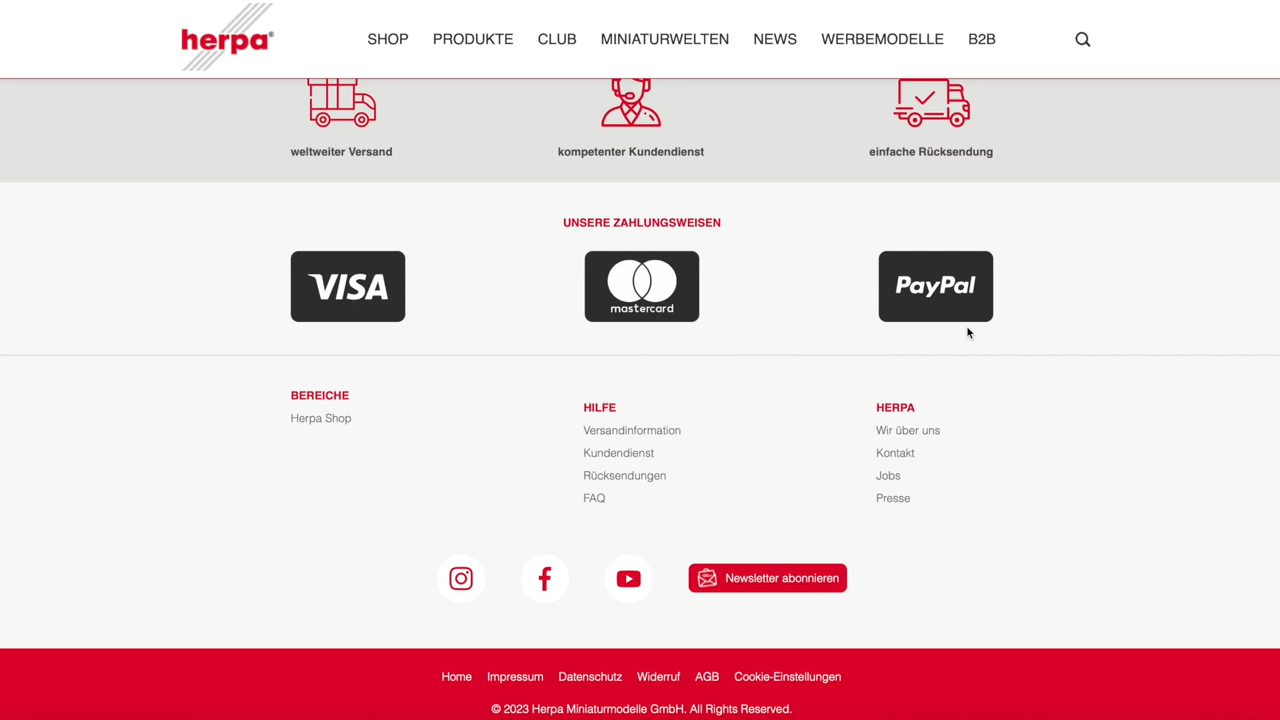 herpa®
SHOP PRODUKTE CLUB MINIATURWELTEN NEWS WERBEMODELLE B2B
weltweiter Versand kompetenter Kundendienst einfache Rücksendung
UNSERE ZAHLUNGSWEISEN
VISA mastercard PayPal
BEREICHE
Herpa Shop
HILFE
Versandinformation
Kundendienst
Rücksendungen
FAQ
HERPA
Wir über uns
Kontakt
Jobs
Presse
Newsletter abonnieren
Home Impressum Datenschutz Widerruf AGB Cookie-Einstellungen
© 2023 Herpa Miniaturmodelle GmbH. All Rights Reserved.